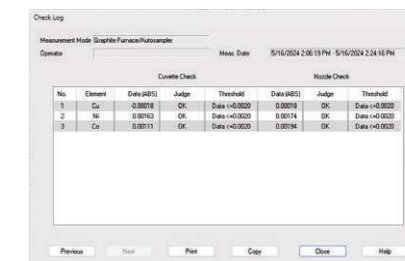 Check Log
Measurement Mode Graphite Furnace/Autosampler
Operator Meas. Date 5/16/2024 2:06:19 PM - 5/16/2024 2:24:16 PM
Cuvette Check Nozzle Check
No. Element Data (ABS) Judge Threshold Data (ABS) Judge Threshold
1 Cu -0.00018 OK Data <=0.0020 0.00018 OK Data <=0.0020
2 Ni 0.00163 OK Data <=0.0020 0.00174 OK Data <=0.0020
3 Co 0.00111 OK Data <=0.0020 0.00194 OK Data <=0.0020
Previous Next Print Copy Close Help